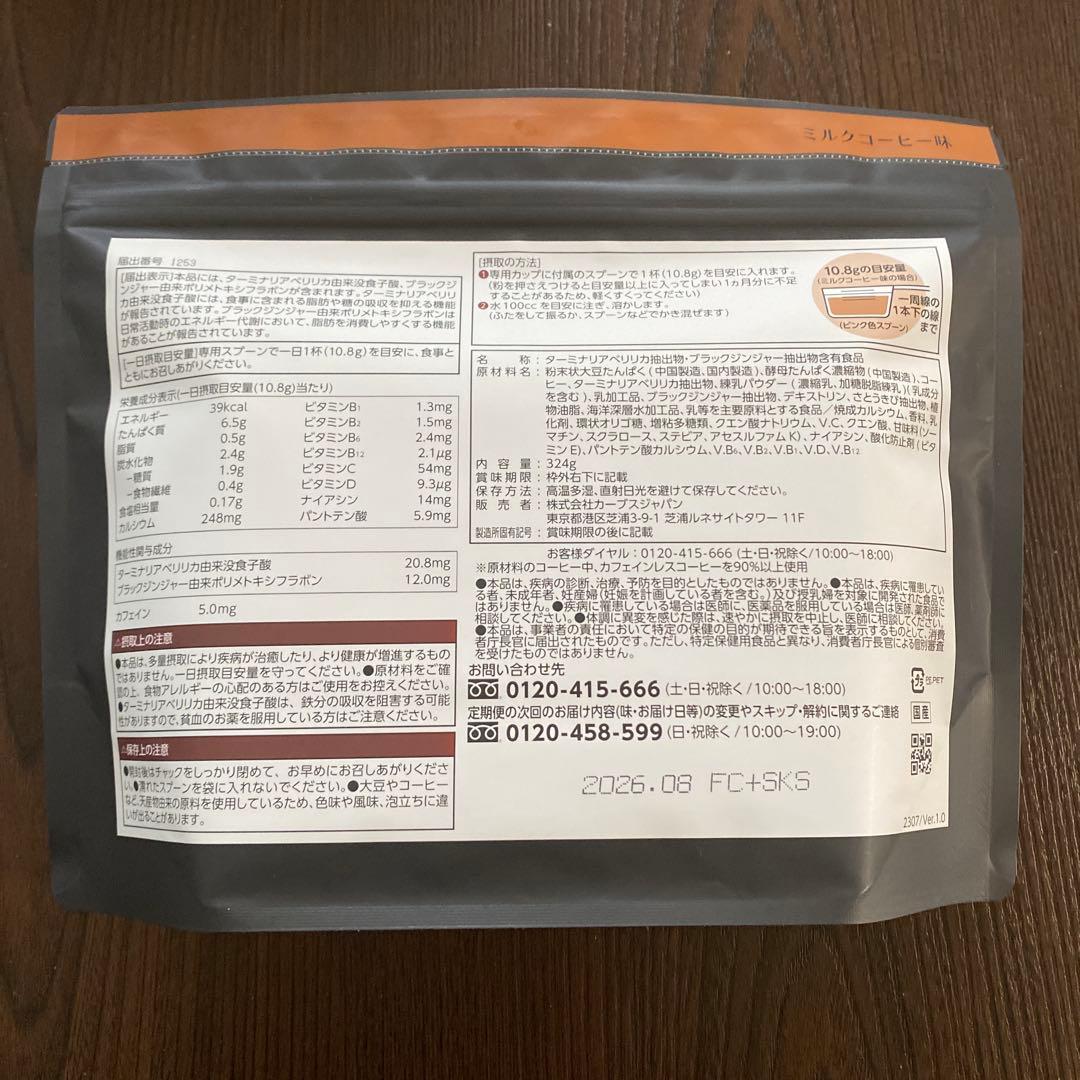 ミルクコーヒー味
届出番号 I253
[届出表示]本品には、ターミナリアベリリカ由来没食子酸、ブラックジ
ンジャー由来ポリメトキシフラボンが含まれます。ターミナリアベリリ
カ由来没食子酸には、食事に含まれる脂肪や糖の吸収を抑える機能
が報告されています。ブラックジンジャー由来ポリメトキシフラボンは
日常活動時のエネルギー代謝において、脂肪を消費しやすくする機能
があることが報告されています。
[一日摂取目安量]専用スプーンで一日1杯(10.8g)を目安に、食事と
ともにお召しあがりください。
栄養成分表示(一日摂取目安量(10.8g)当たり)
エネルギー 39kcal ビタミンB₁ 1.3mg
たんぱく質 6.5g ビタミンB₂ 1.5mg
脂質 0.5g ビタミンB₆ 2.4mg
炭水化物 2.4g ビタミンB₁₂ 2.1μg
－糖質 1.9g ビタミンC 54mg
－食物繊維 0.4g ビタミンD 9.3μg
食塩相当量 0.17g ナイアシン 14mg
カルシウム 248mg パントテン酸 5.9mg
機能性関与成分
ターミナリアベリリカ由来没食子酸 20.8mg
ブラックジンジャー由来ポリメトキシフラボン 12.0mg
カフェイン 5.0mg
⚠摂取上の注意
●本品は、多量摂取により疾病が治癒したり、より健康が増進するもので
はありません。一日摂取目安量を守ってください。●原材料をご確
認の上、食物アレルギーの心配のある方はご使用をお控えください。
●ターミナリアベリリカ由来没食子酸は、鉄分の吸収を阻害する可能
性がありますので、貧血のお薬を服用している方はご注意ください。
⚠保存上の注意
●開封後はチャックをしっかり閉めて、お早めにお召しあがりくださ
い。●濡れたスプーンを袋に入れないでください。●大豆やコーヒー
など、天産物由来の原料を使用しているため、色味や風味、泡立ちに違
いが出ることがあります。
[摂取の方法]
❶専用カップに付属のスプーンで1杯(10.8g)を目安に入れます。
(粉を押さえつけると目安量以上に入ってしまい1ヵ月分に不足
することがあるため、軽くすくってください)
❷水100ccを目安に注ぎ、溶かします。
(ふたをして振るか、スプーンなどでかき混ぜます)
10.8gの目安量
(ミルクコーヒー味の場合)
一周線の
1本下の線
まで
(ピンク色スプーン)
名称：ターミナリアベリリカ抽出物・ブラックジンジャー抽出物含有食品
原材料名：粉末状大豆たんぱく(中国製造、国内製造)、酵母たんぱく濃縮物(中国製造)、コー
ヒー、ターミナリアベリリカ抽出物、練乳パウダー(濃縮乳、加糖脱脂練乳)(乳成分
を含む)、乳加工品、ブラックジンジャー抽出物、デキストリン、さとうきび抽出物、植
物油脂、海洋深層水加工品、乳等を主要原料とする食品／焼成カルシウム、香料、乳
化剤、環状オリゴ糖、増粘多糖類、クエン酸ナトリウム、V.C、クエン酸、甘味料(ソー
マチン、スクラロース、ステビア、アセスルファムK)、ナイアシン、酸化防止剤(ビタ
ミンE)、パントテン酸カルシウム、V.B₆、V.B₂、V.B₁、V.D、V.B₁₂
内容量：324g
賞味期限：枠外右下に記載
保存方法：高温多湿、直射日光を避けて保存してください。
販売者：株式会社カーブスジャパン
東京都港区芝浦3-9-1 芝浦ルネサイトタワー 11F
製造所固有記号：賞味期限の後に記載
お客様ダイヤル：0120-415-666 (土・日・祝除く/10:00～18:00)
※原材料のコーヒー中、カフェインレスコーヒーを90%以上使用
●本品は、疾病の診断、治療、予防を目的としたものではありません。●本品は、疾病に罹患してい
る者、未成年者、妊産婦(妊娠を計画している者を含む。)及び授乳婦を対象に開発された食品で
はありません。●疾病に罹患している場合は医師に、医薬品を服用している場合は医師、薬剤師に
相談してください。●体調に異変を感じた際は、速やかに摂取を中止し、医師に相談してください。
●本品は、事業者の責任において特定の保健の目的が期待できる旨を表示するものとして、消費
者庁長官に届出されたものです。ただし、特定保健用食品と異なり、消費者庁長官による個別審査
を受けたものではありません。
お問い合わせ先
0120-415-666 (土・日・祝除く/10:00～18:00)
定期便の次回のお届け内容(味・お届け日等)の変更やスキップ・解約に関するご連絡
0120-458-599 (日・祝除く/10:00～19:00)
プラ PE,PET
国産
2026.08 FC+SKS
2307/Ver.1.0